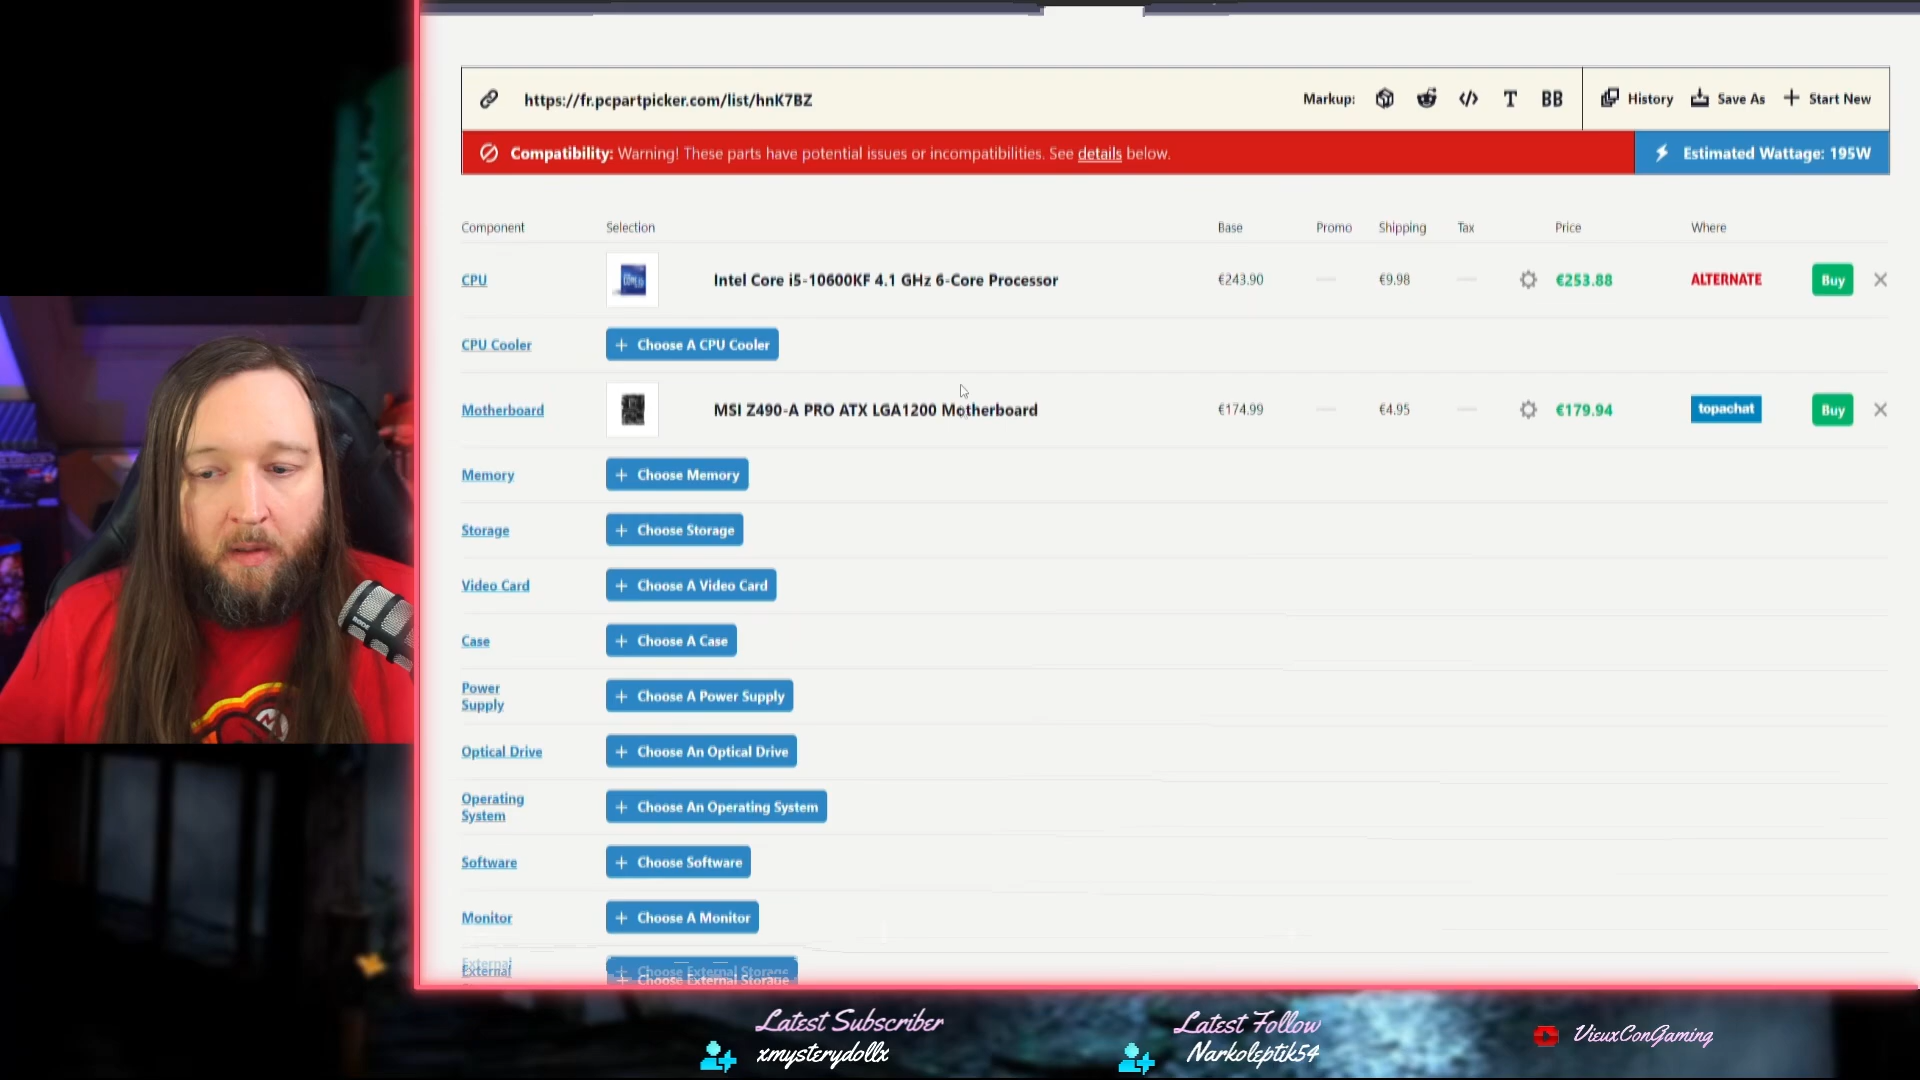 https://fr.pcpartpicker.com/list/hnK7BZ
Markup:
T
BB
History
Save As
Start New
Compatibility: Warning! These parts have potential issues or incompatibilities. See details below.
Estimated Wattage: 195W
Component Selection Base Promo Shipping Tax Price Where
CPU Intel Core i5-10600KF 4.1 GHz 6-Core Processor €243.90 €9.98 €253.88 ALTERNATE Buy
CPU Cooler Choose A CPU Cooler
Motherboard MSI Z490-A PRO ATX LGA1200 Motherboard €174.99 €4.95 €179.94 topachat Buy
Memory Choose Memory
Storage Choose Storage
Video Card Choose A Video Card
Case Choose A Case
Power
Supply
Choose A Power Supply
Optical Drive Choose An Optical Drive
Operating
System
Choose An Operating System
Software Choose Software
Monitor Choose A Monitor
External Choose External Storage
RODE
Latest Subscriber
xmysterydollx
Latest Follow
Narkoleptik54
VieuxConGaming